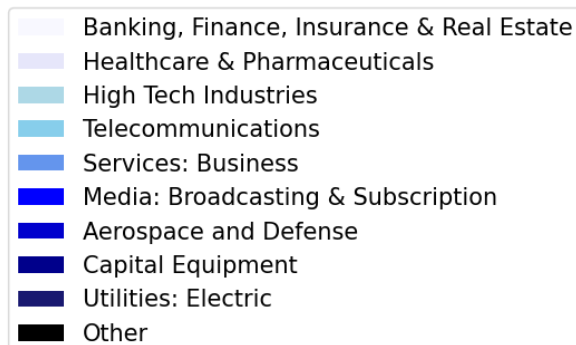 Banking, Finance, Insurance & Real Estate
Healthcare & Pharmaceuticals
High Tech Industries
Telecommunications
Services: Business
Media: Broadcasting & Subscription
Aerospace and Defense
Capital Equipment
Utilities: Electric
Other